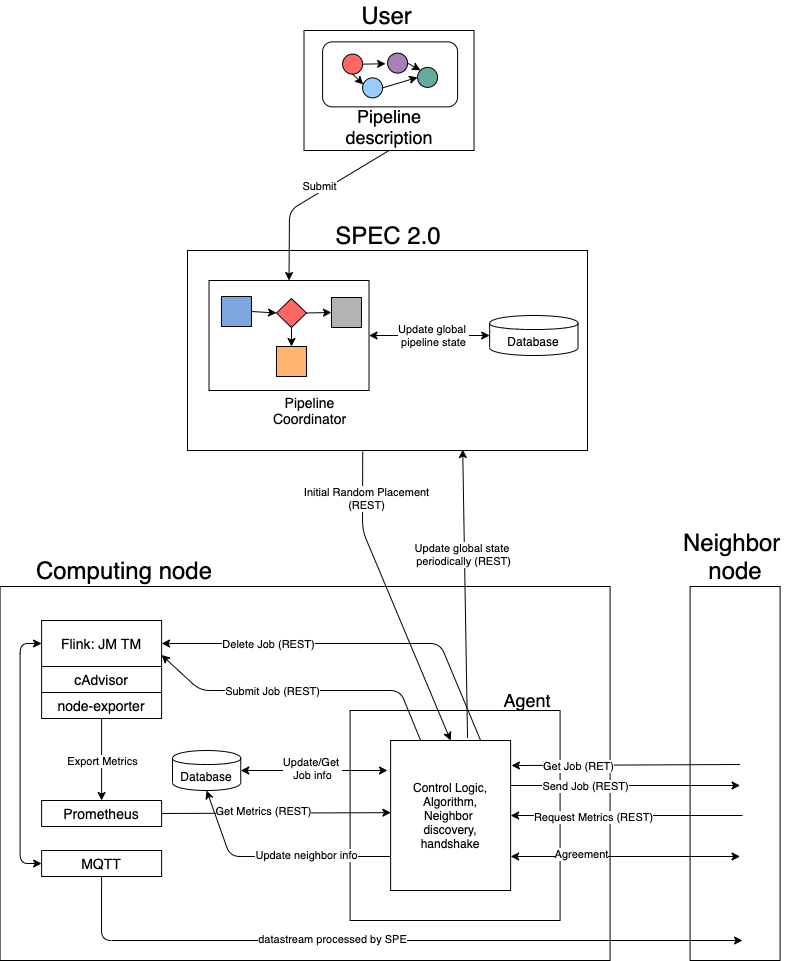 User
Pipeline
description
Submit
SPEC 2.0
Update global
pipeline state
Database
Pipeline
Coordinator
Initial Random Placement
(REST)
Update global state
periodically (REST)
Neighbor
node
Computing node
Flink: JM TM
cAdvisor
node-exporter
Delete Job (REST)
Submit Job (REST)
Agent
Export Metrics
Database
Update/Get
Job info
Control Logic,
Algorithm,
Neighbor
discovery,
handshake
Get Job (RET)
Send Job (REST)
Prometheus
Get Metrics (REST)
Request Metrics (REST)
Update neighbor info
Agreement
MQTT
datastream processed by SPE